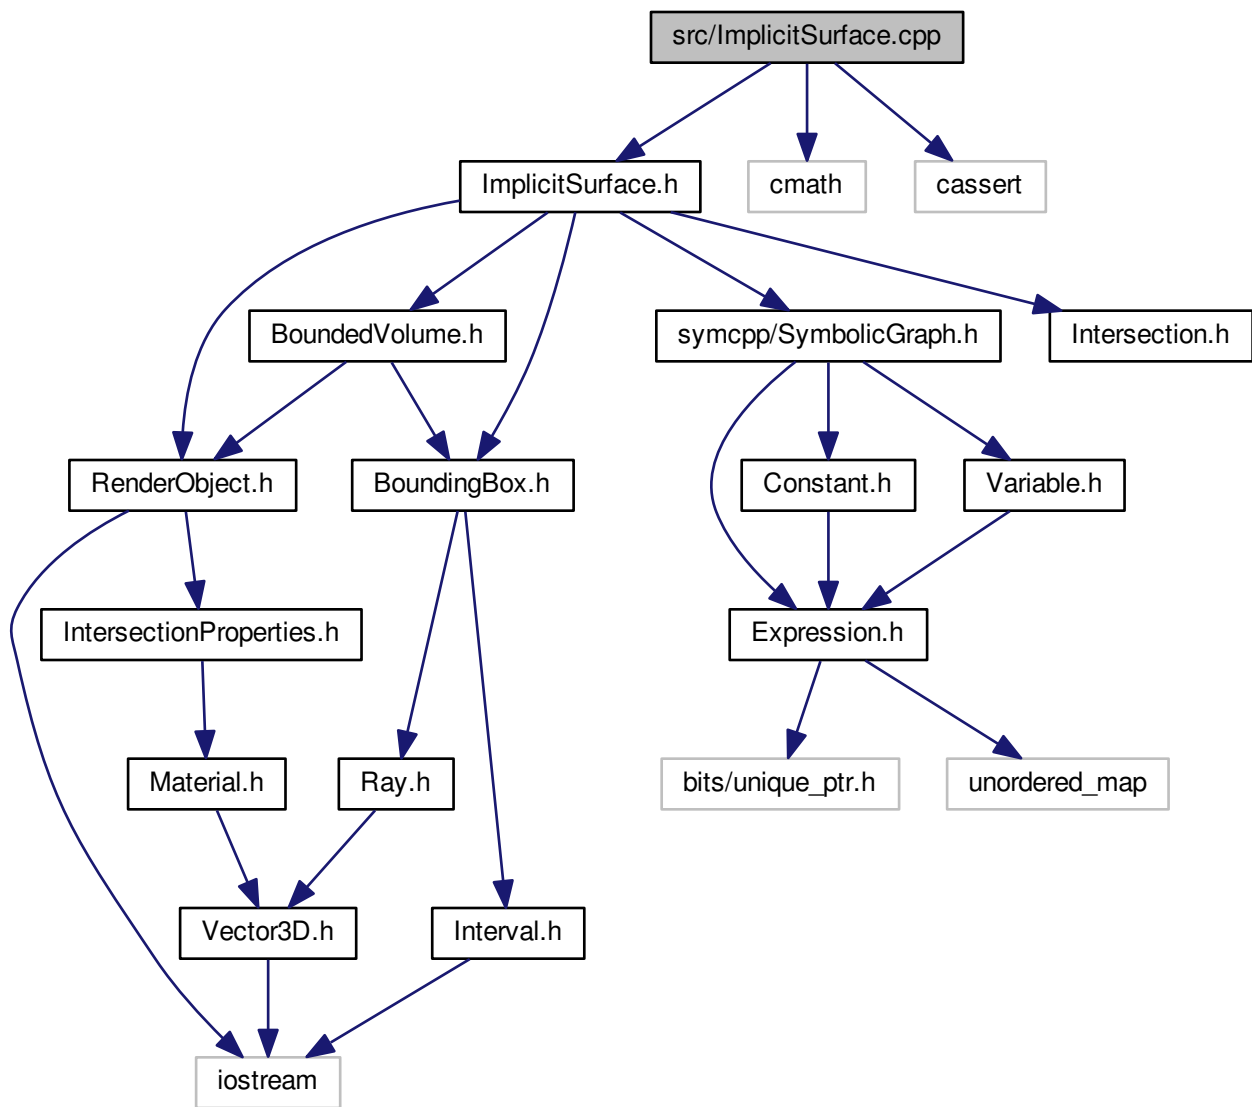 src/ImplicitSurface.cpp
ImplicitSurface.h
cmath
cassert
BoundedVolume.h
symcpp/SymbolicGraph.h
Intersection.h
RenderObject.h
BoundingBox.h
Constant.h
Variable.h
IntersectionProperties.h
Expression.h
Material.h
Ray.h
bits/unique_ptr.h
unordered_map
Vector3D.h
Interval.h
iostream